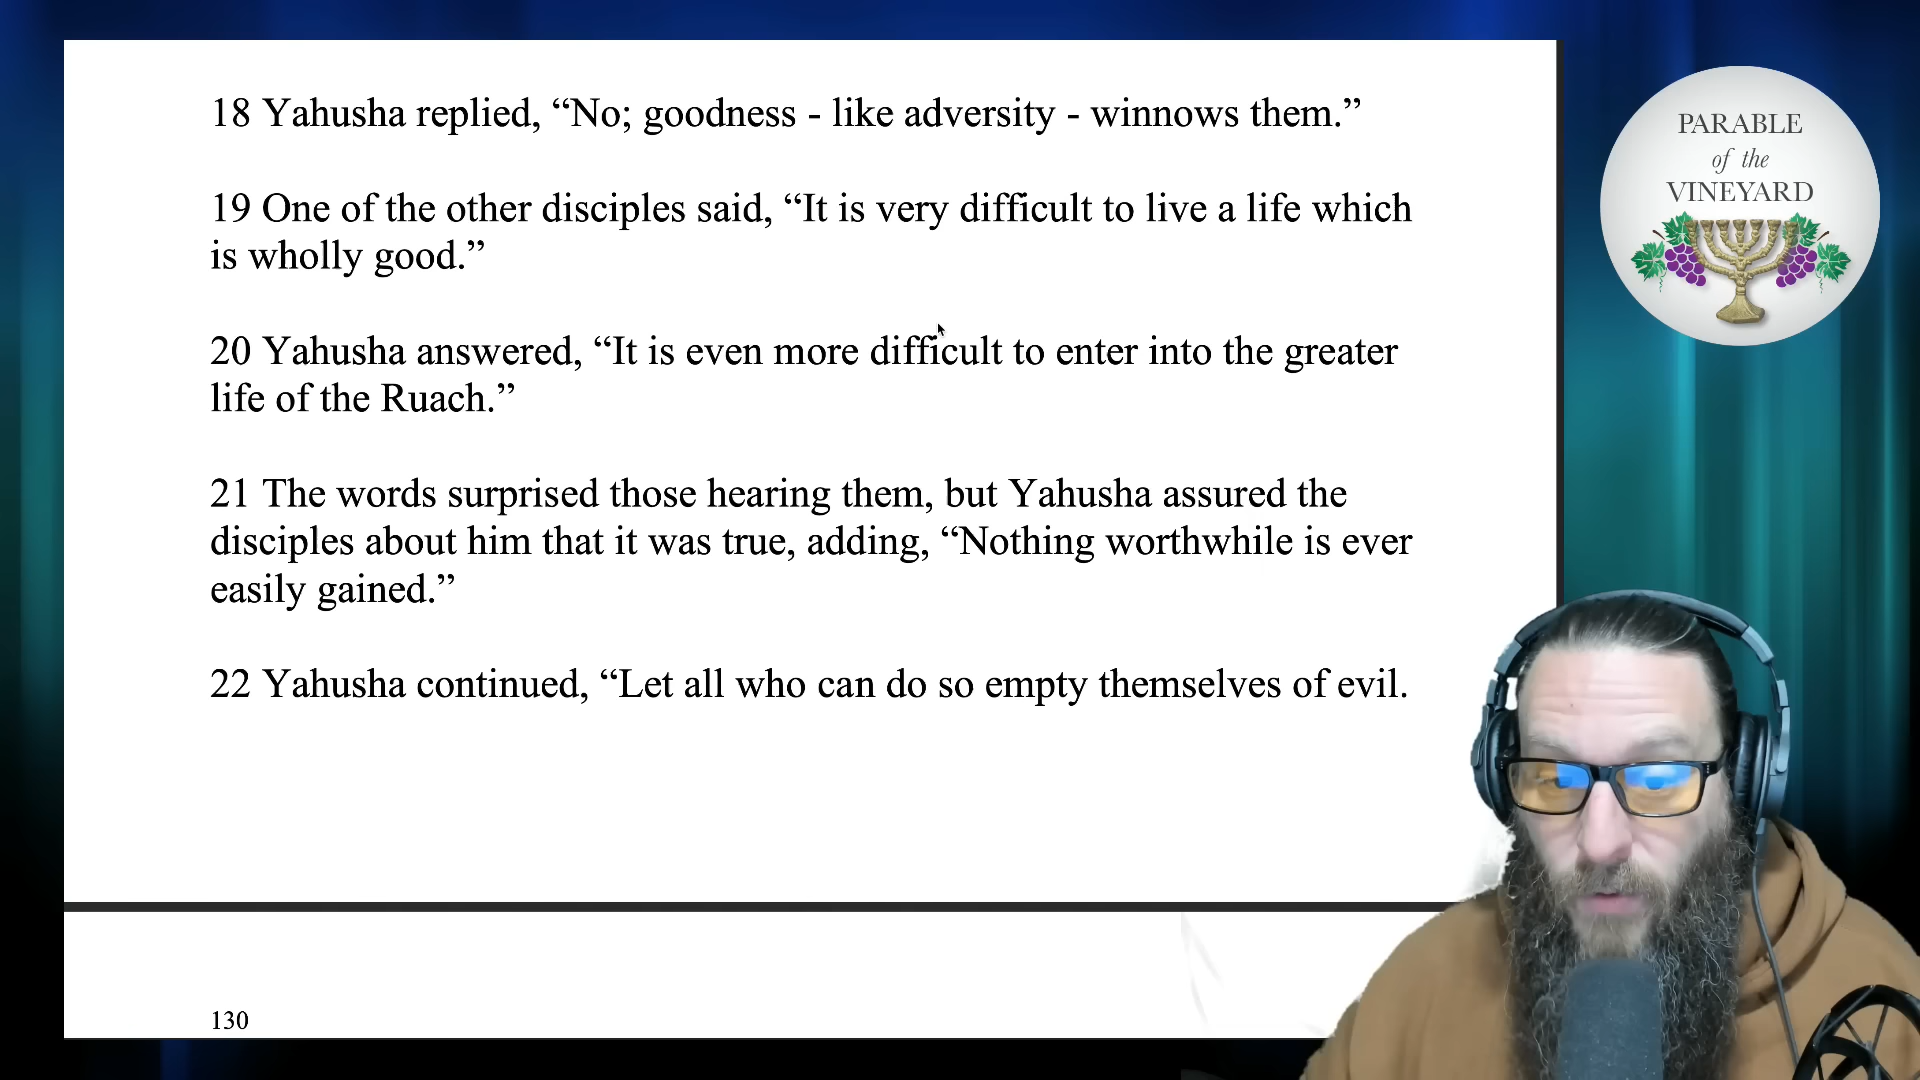 18 Yahusha replied, “No; goodness - like adversity - winnows them.”
19 One of the other disciples said, “It is very difficult to live a life which
is wholly good.”
20 Yahusha answered, “It is even more difficult to enter into the greater
life of the Ruach.”
21 The words surprised those hearing them, but Yahusha assured the
disciples about him that it was true, adding, “Nothing worthwhile is ever
easily gained.”
22 Yahusha continued, “Let all who can do so empty themselves of evil.
130
PARABLE
of the
VINEYARD